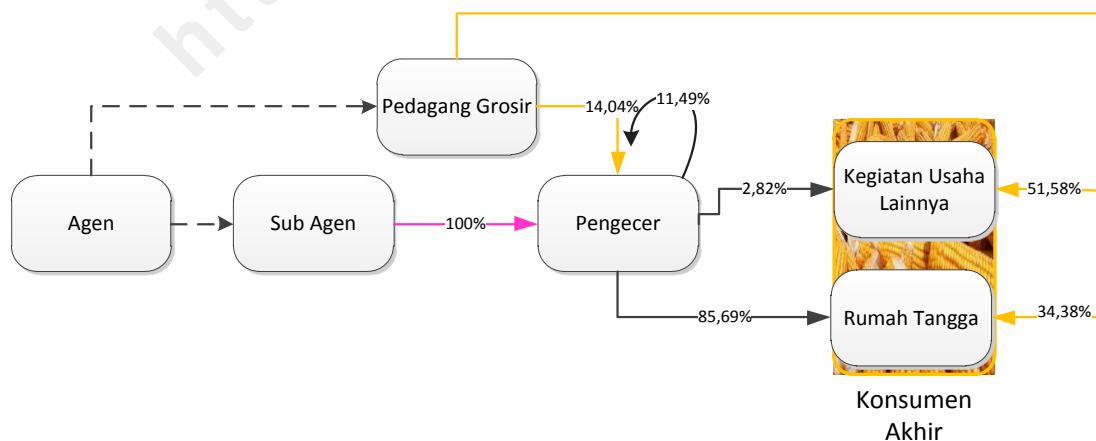 htt
Pedagang Grosir
14,04%
11,49%
Agen
Sub Agen
100%
Pengecer
2,82%
Kegiatan Usaha
Lainnya
51,58%
85,69%
Rumah Tangga
34,38%
Konsumen
Akhir